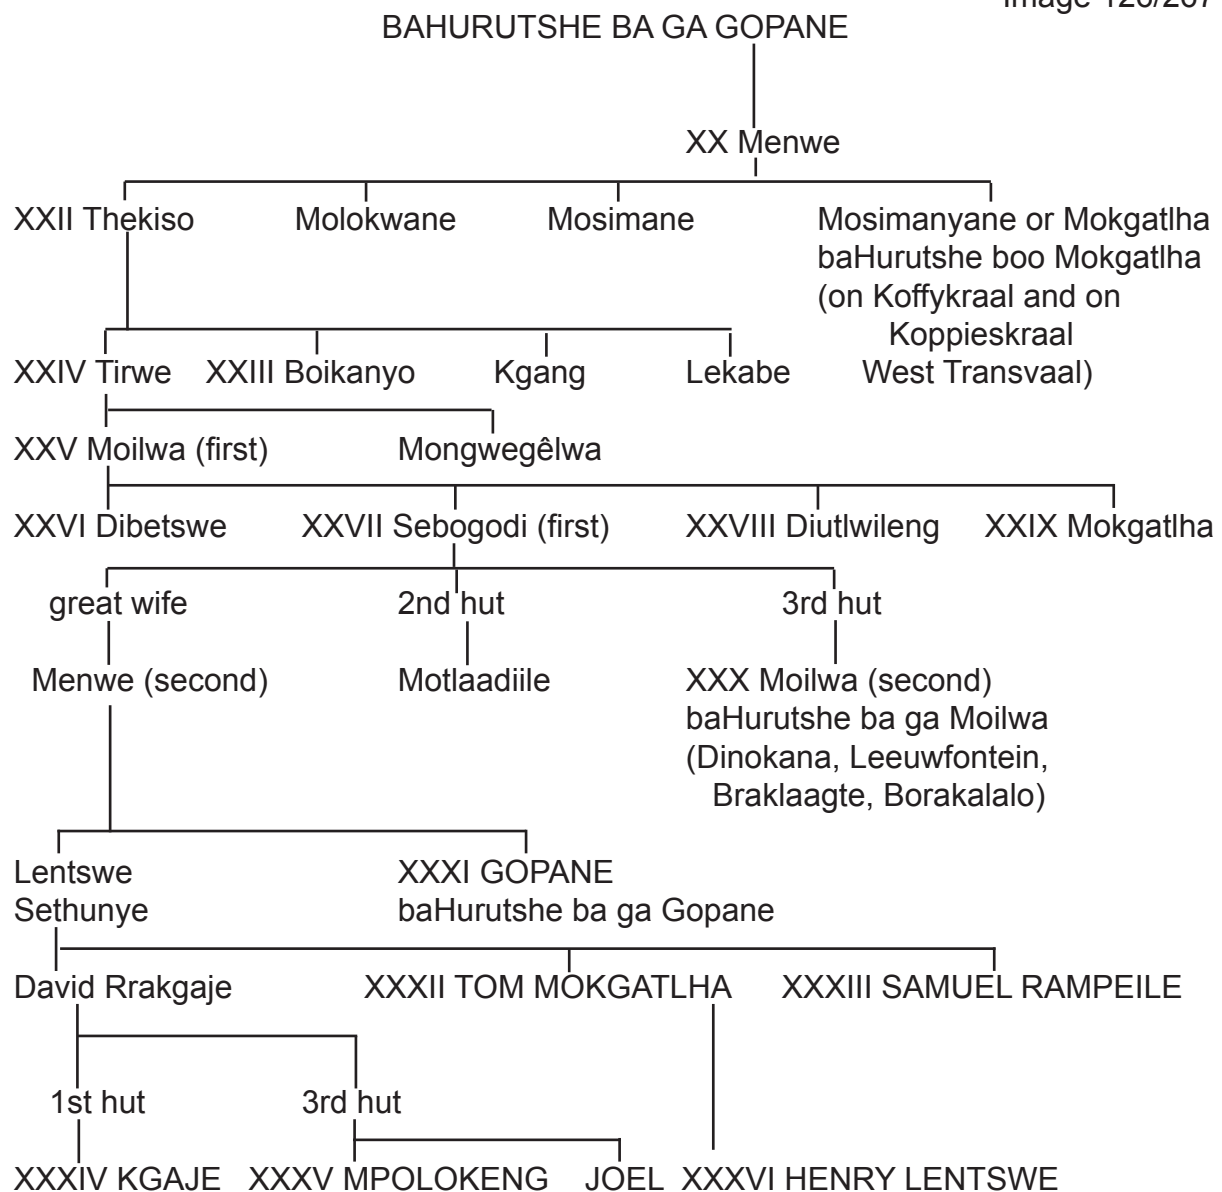 Image 126/267
BAHURUTSHE BA GA GOPANE
XX Menwe
XXII Thekiso Molokwane Mosimane Mosimanyane or Mokgatlha
baHurutshe boo Mokgatlha
(on Koffykraal and on
Koppieskraal
West Transvaal)
XXIV Tirwe XXIII Boikanyo Kgang Lekabe
XXV Moilwa (first) Mongwegêlwa
XXVI Dibetswe XXVII Sebogodi (first) XXVIII Diutlwileng XXIX Mokgatlha
great wife 2nd hut 3rd hut
Menwe (second) Motlaadiile XXX Moilwa (second)
baHurutshe ba ga Moilwa
(Dinokana, Leeuwfontein,
Braklaagte, Borakalalo)
Lentswe XXXI GOPANE
Sethunye baHurutshe ba ga Gopane
David Rrakgaje XXXII TOM MOKGATLHA XXXIII SAMUEL RAMPEILE
1st hut 3rd hut
XXXIV KGAJE XXXV MPOLOKENG JOEL XXXVI HENRY LENTSWE